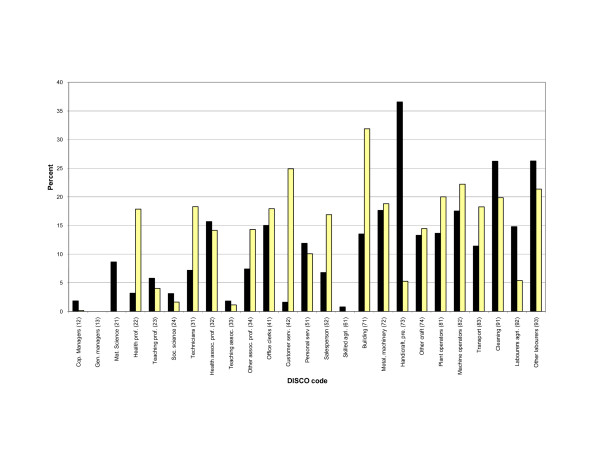 40
35
30
25
20
15
10
5
0
Percent
Cop. Managers (12)
Gen. managers (13)
Mat. Science (21)
Health prof. (22)
Teaching prof. (23)
Soc. science (24)
Technicians (31)
Health assoc. prof. (32)
Teaching assoc. (33)
Other assoc. prof. (34)
Office clerks (41)
Customer serv. (42)
Personal serv. (51)
Salesperson (52)
Skilled agri. (61)
Building (71)
Metal, machinery (72)
Handicraft, pre. (73)
Other craft (74)
Plant operators (81)
Machine operators (82)
Transport (83)
Cleaning (91)
Labourers agri. (92)
Other labourers (93)
DISCO code